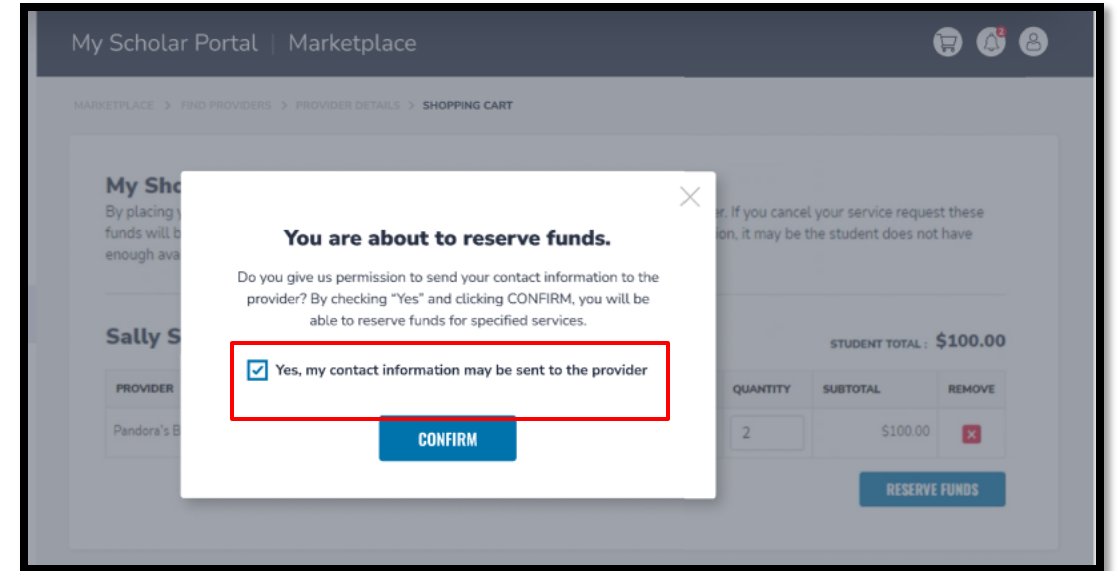 My Scholar Portal | Marketplace
2
MARKETPLACE > FIND PROVIDERS > PROVIDER DETAILS > SHOPPING CART
My Sho
By placing y
er. If you cancel your service request these
funds will b
ion, it may be the student does not have
enough ava
You are about to reserve funds.
Do you give us permission to send your contact information to the
provider? By checking “Yes” and clicking CONFIRM, you will be
able to reserve funds for specified services.
Sally S
STUDENT TOTAL : $100.00
Yes, my contact information may be sent to the provider
PROVIDER QUANTITY SUBTOTAL REMOVE
Pandora's B 2 $100.00
CONFIRM
RESERVE FUNDS